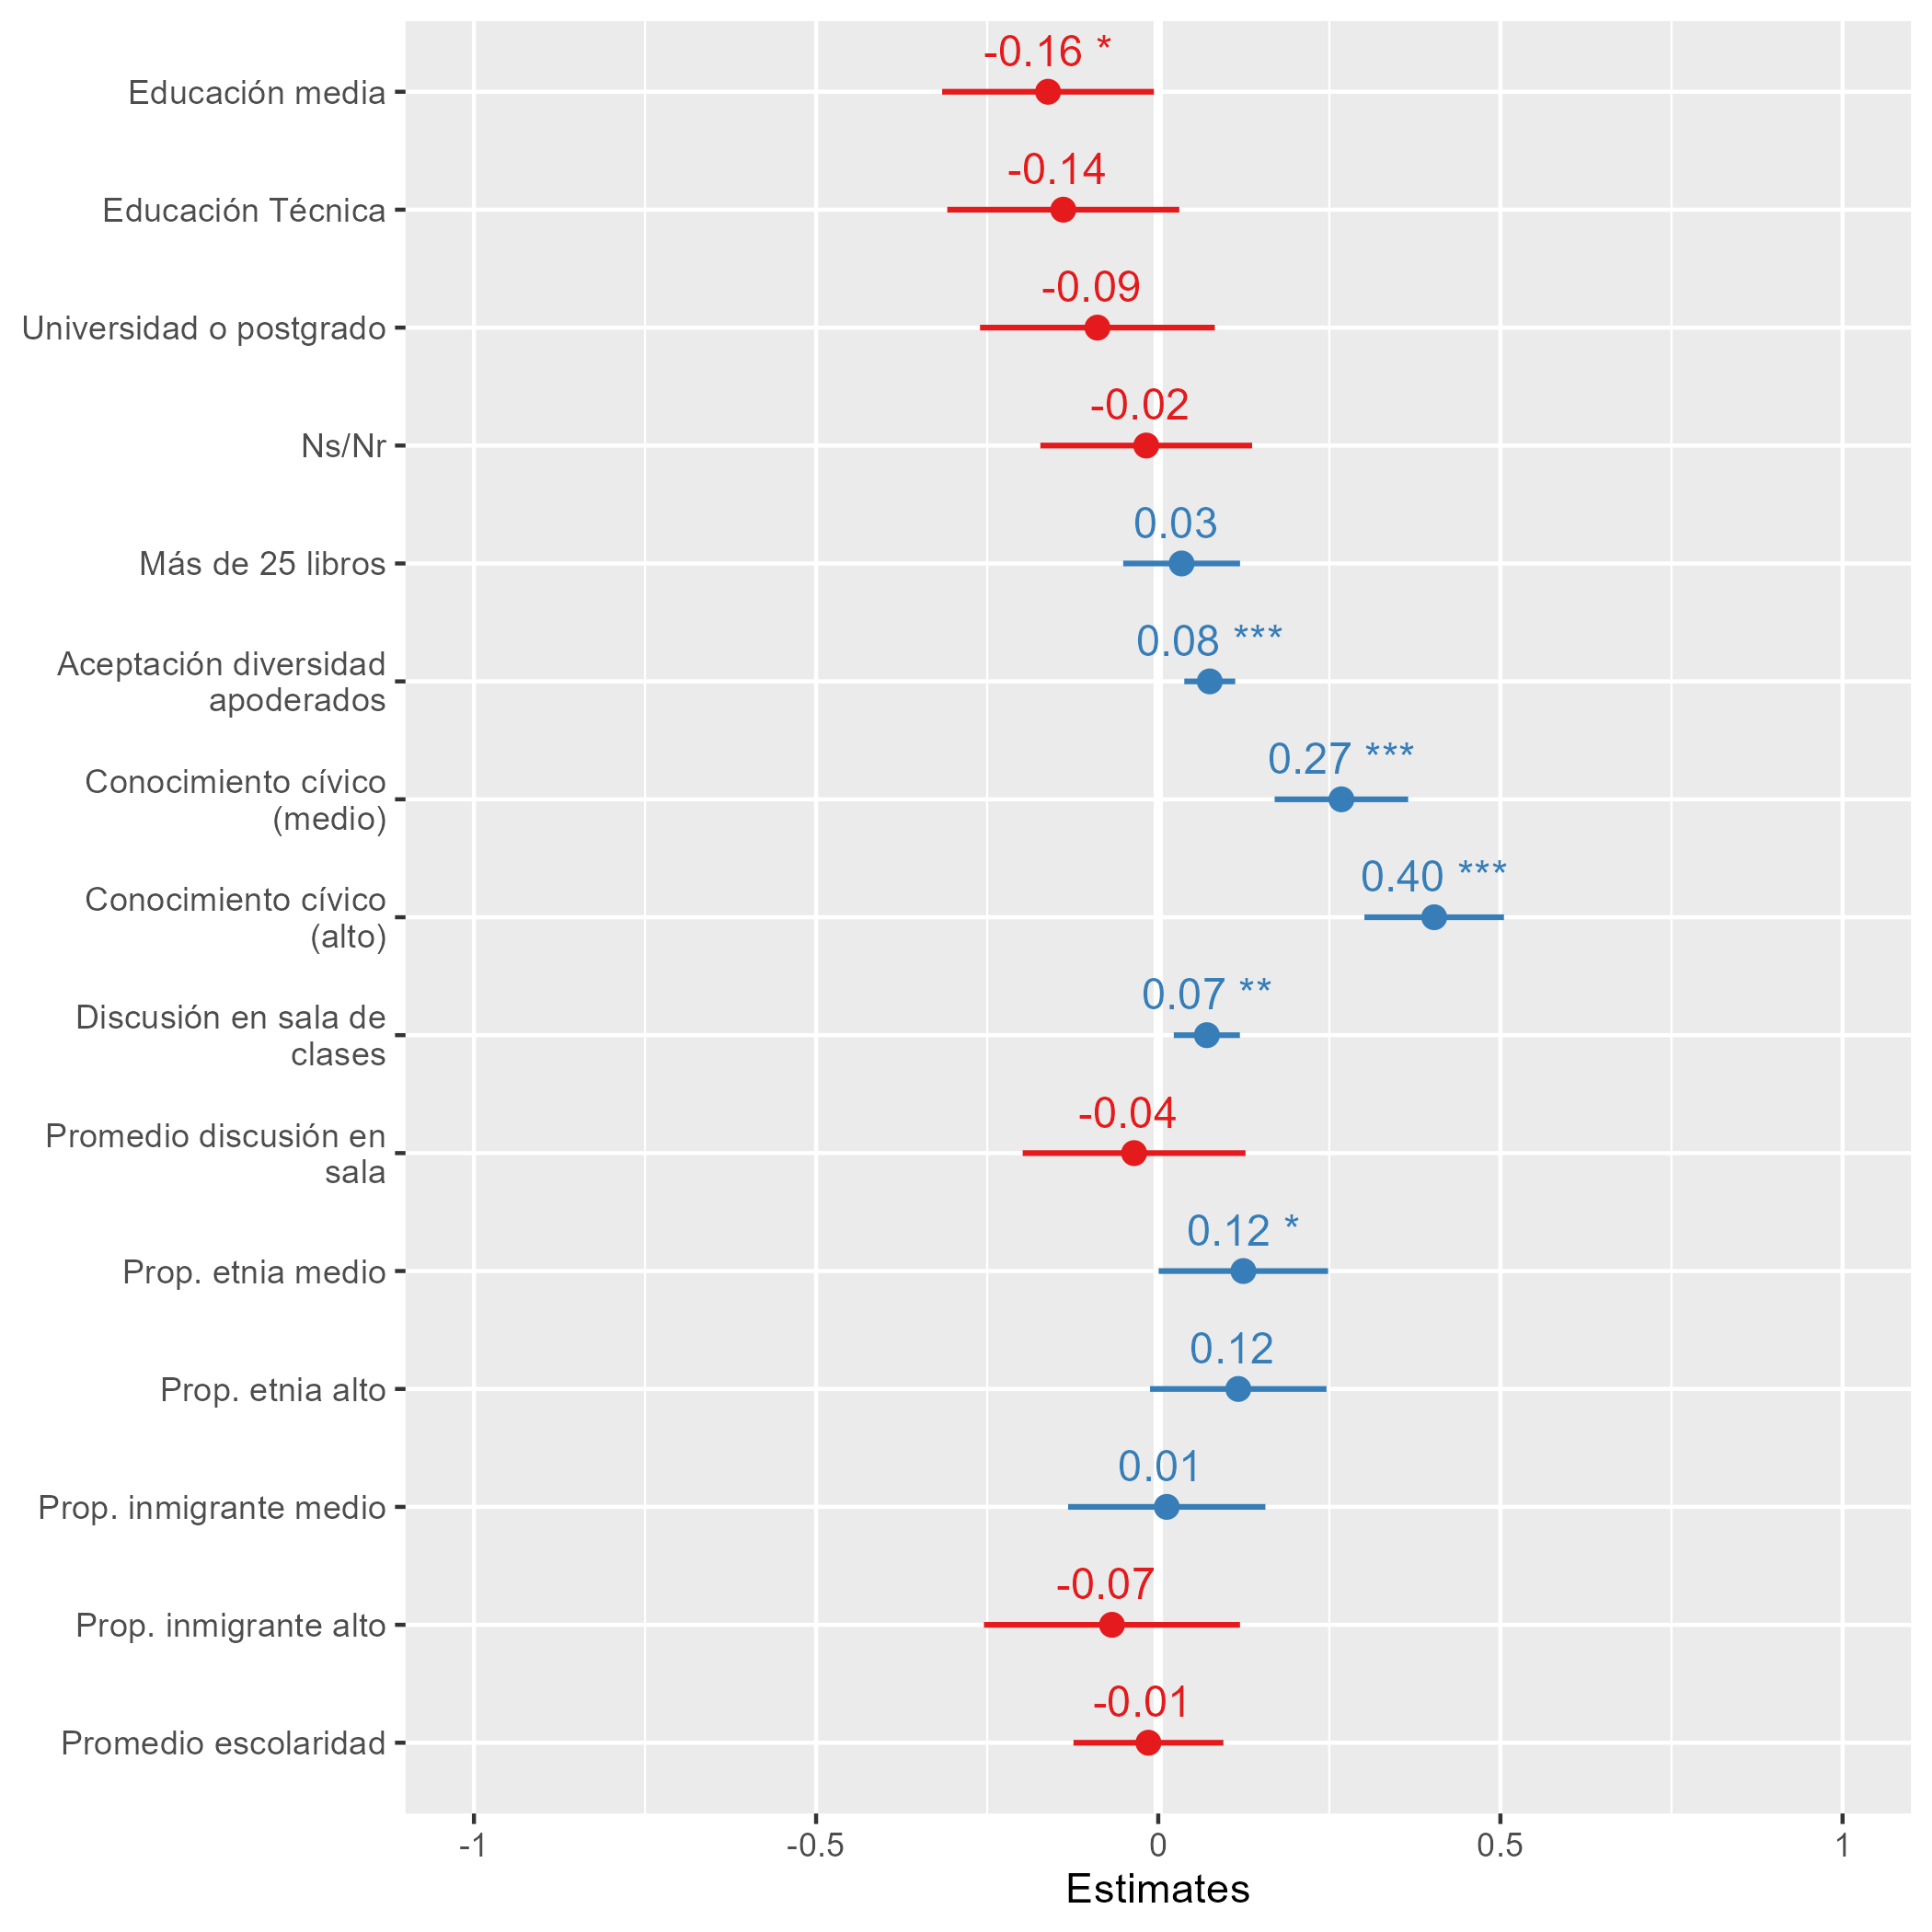 -0.16 *
Educación media
-0.14
Educación Técnica
-0.09
Universidad o postgrado
-0.02
Ns/Nr
0.03
Más de 25 libros
0.08 ***
Aceptación diversidad
apoderados
0.27 ***
Conocimiento cívico
(medio)
0.40 ***
Conocimiento cívico
(alto)
0.07 **
Discusión en sala de
clases
-0.04
Promedio discusión en
sala
0.12 *
Prop. etnia medio
0.12
Prop. etnia alto
0.01
Prop. inmigrante medio
-0.07
Prop. inmigrante alto
-0.01
Promedio escolaridad
-1 -0.5 0 0.5 1
Estimates